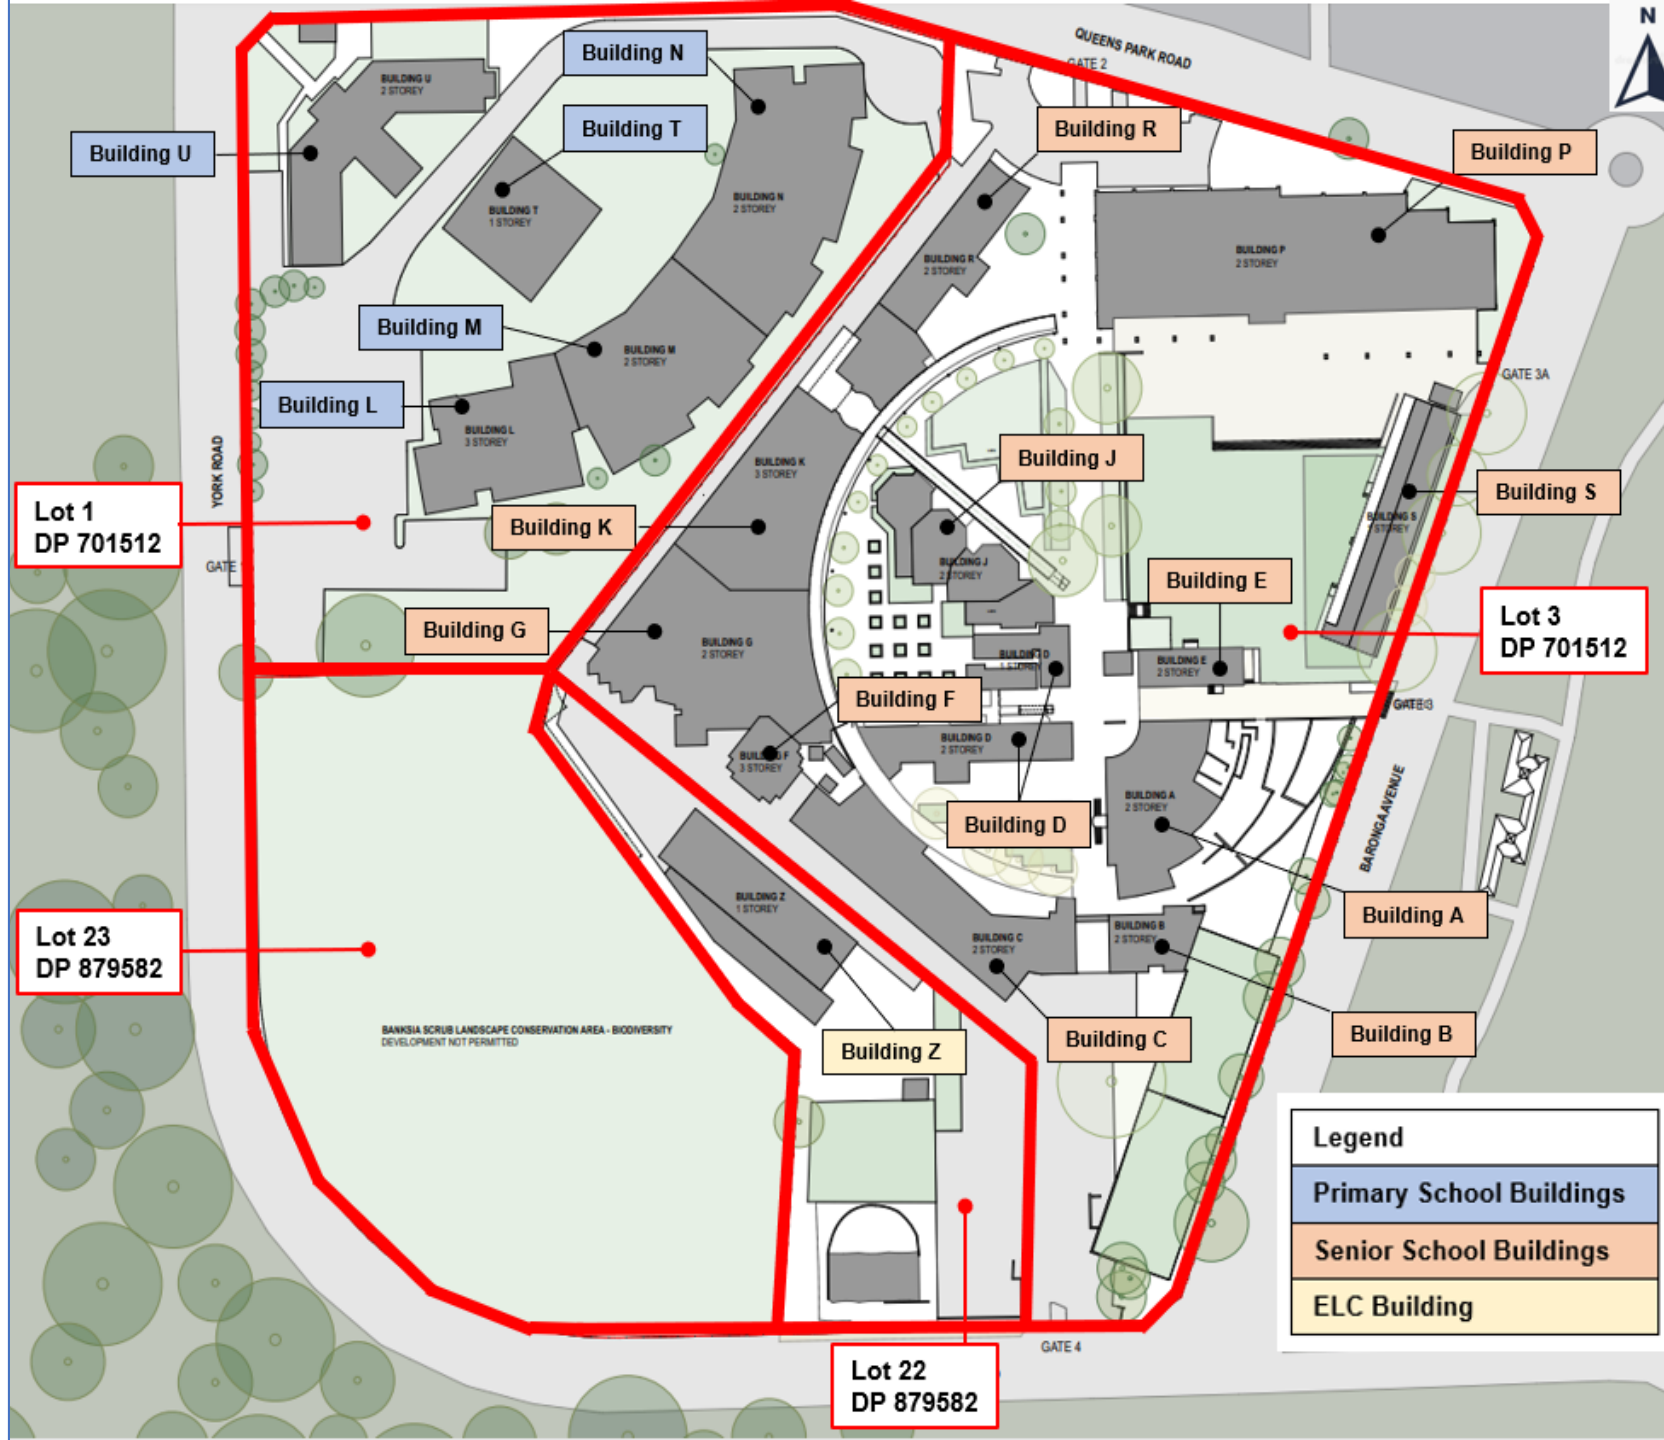 N
QUEENS PARK ROAD
GATE 2
Building N
BUILDING U
2 STOREY
Building T
Building R
Building P
Building U
BUILDING T
1 STOREY
BUILDING N
2 STOREY
BUILDING R
2 STOREY
BUILDING P
2 STOREY
Building M
BUILDING M
2 STOREY
GATE 3A
Building L
BUILDING L
3 STOREY
YORK ROAD
BUILDING K
3 STOREY
Building J
Building S
BUILDING S
STOREY
Lot 1
DP 701512
Building K
GATE
BUILDING J
2 STOREY
Building E
Building G
BUILDING G
2 STOREY
BUILDING D
1 STOREY
BUILDING E
2 STOREY
Lot 3
DP 701512
Building F
GATE 3
BUILDING F
3 STOREY
BUILDING D
2 STOREY
BUILDING A
2 STOREY
BARONGA AVENUE
Building D
BUILDING Z
1 STOREY
Building A
Lot 23
DP 879582
BUILDING C
2 STOREY
BUILDING B
2 STOREY
BANKSIA SCRUB LANDSCAPE CONSERVATION AREA - BIODIVERSITY
DEVELOPMENT NOT PERMITTED
Building Z
Building C
Building B
Legend
Primary School Buildings
Senior School Buildings
ELC Building
GATE 4
Lot 22
DP 879582